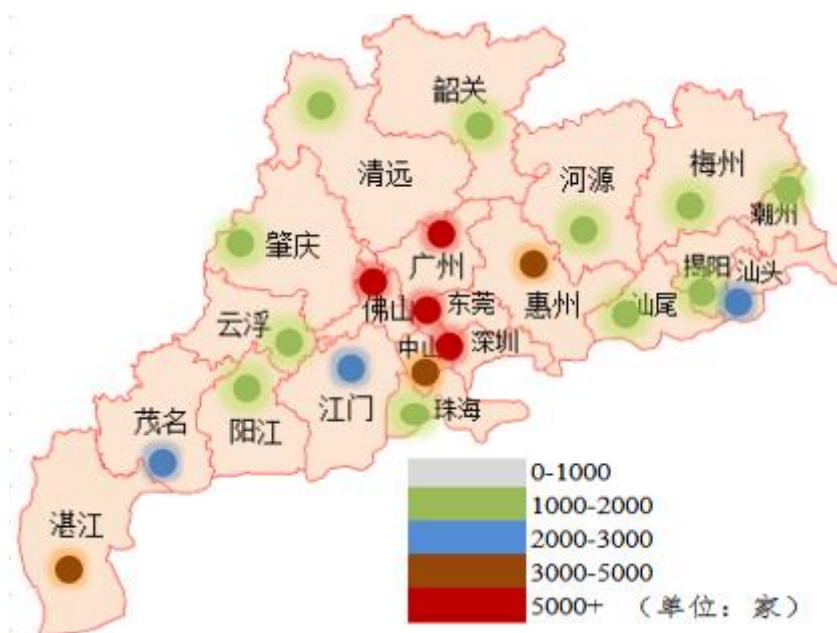 韶关
梅州
河源
清远
潮州
肇庆
广州
揭阳
汕头
惠州
东莞
佛山
汕尾
云浮
深圳
中山
江门
珠海
茂名
阳江
湛江
0-1000
1000-2000
2000-3000
3000-5000
5000+ （单位：家）